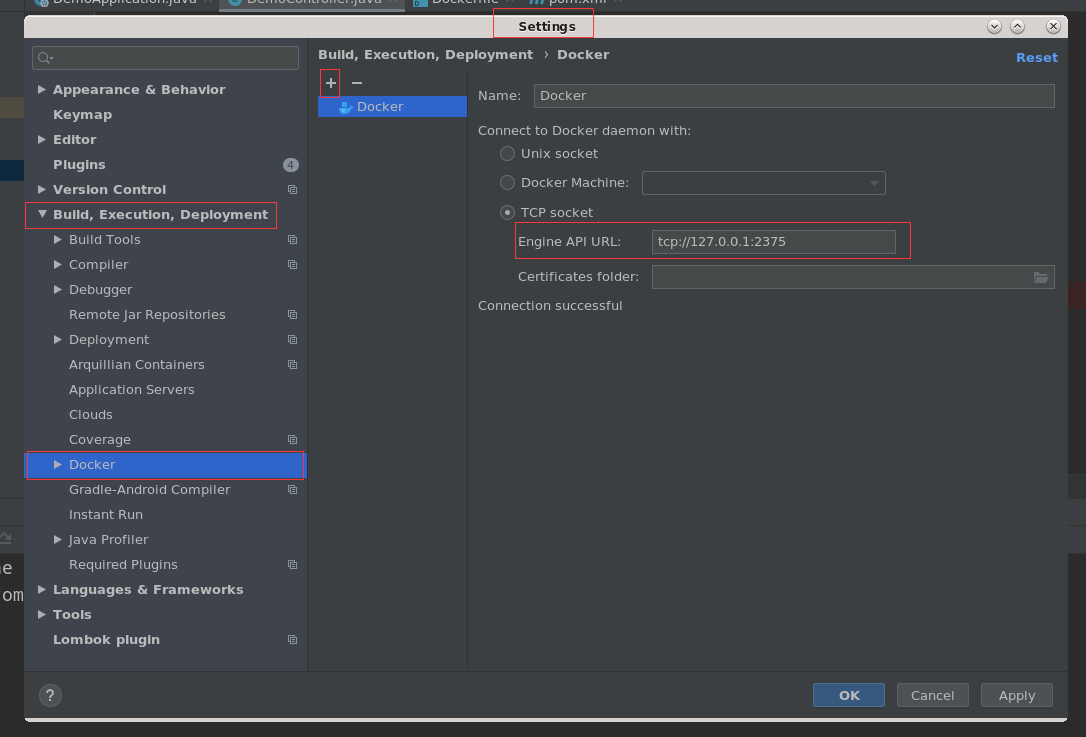 DemoApplication.java DemoController.java Dockerfile pom.xml
Settings
Build, Execution, Deployment › Docker
Reset
Appearance & Behavior
Keymap
Editor
Plugins 4
Version Control
Build, Execution, Deployment
Build Tools
Compiler
Debugger
Remote Jar Repositories
Deployment
Arquillian Containers
Application Servers
Clouds
Coverage
Docker
Gradle-Android Compiler
Instant Run
Java Profiler
Required Plugins
Languages & Frameworks
Tools
Lombok plugin
+ −
Docker
Name: Docker
Connect to Docker daemon with:
Unix socket
Docker Machine:
TCP socket
Engine API URL: tcp://127.0.0.1:2375
Certificates folder:
Connection successful
? OK Cancel Apply